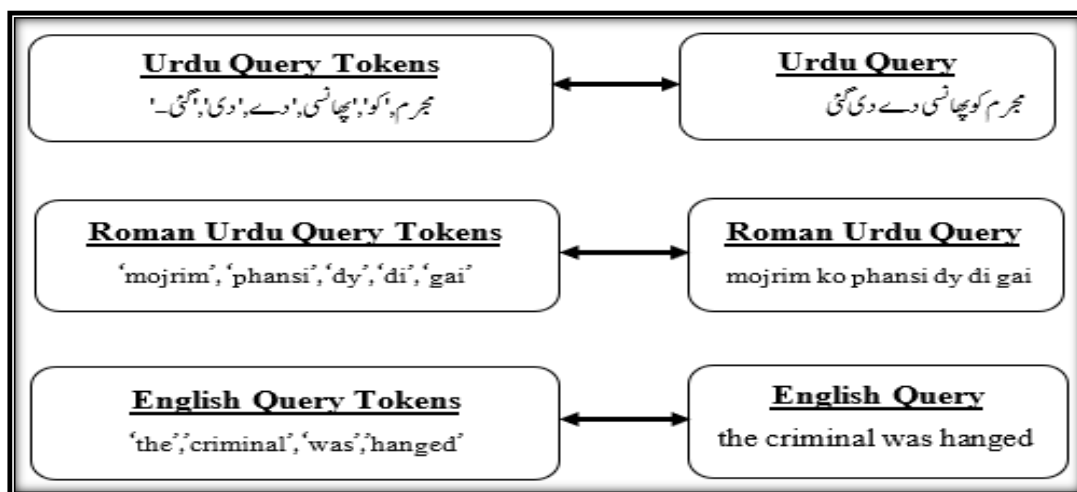 Urdu Query Tokens
مجرم','کو','پھانسی','دے','دی','گئی۔'
Urdu Query
مجرم کو پھانسی دے دی گئی
Roman Urdu Query Tokens
‘mojrim’,‘phansi’,‘dy’,‘di’,‘gai’
Roman Urdu Query
mojrim ko phansi dy di gai
English Query Tokens
‘the’,‘criminal’,‘was’,‘hanged’
English Query
the criminal was hanged